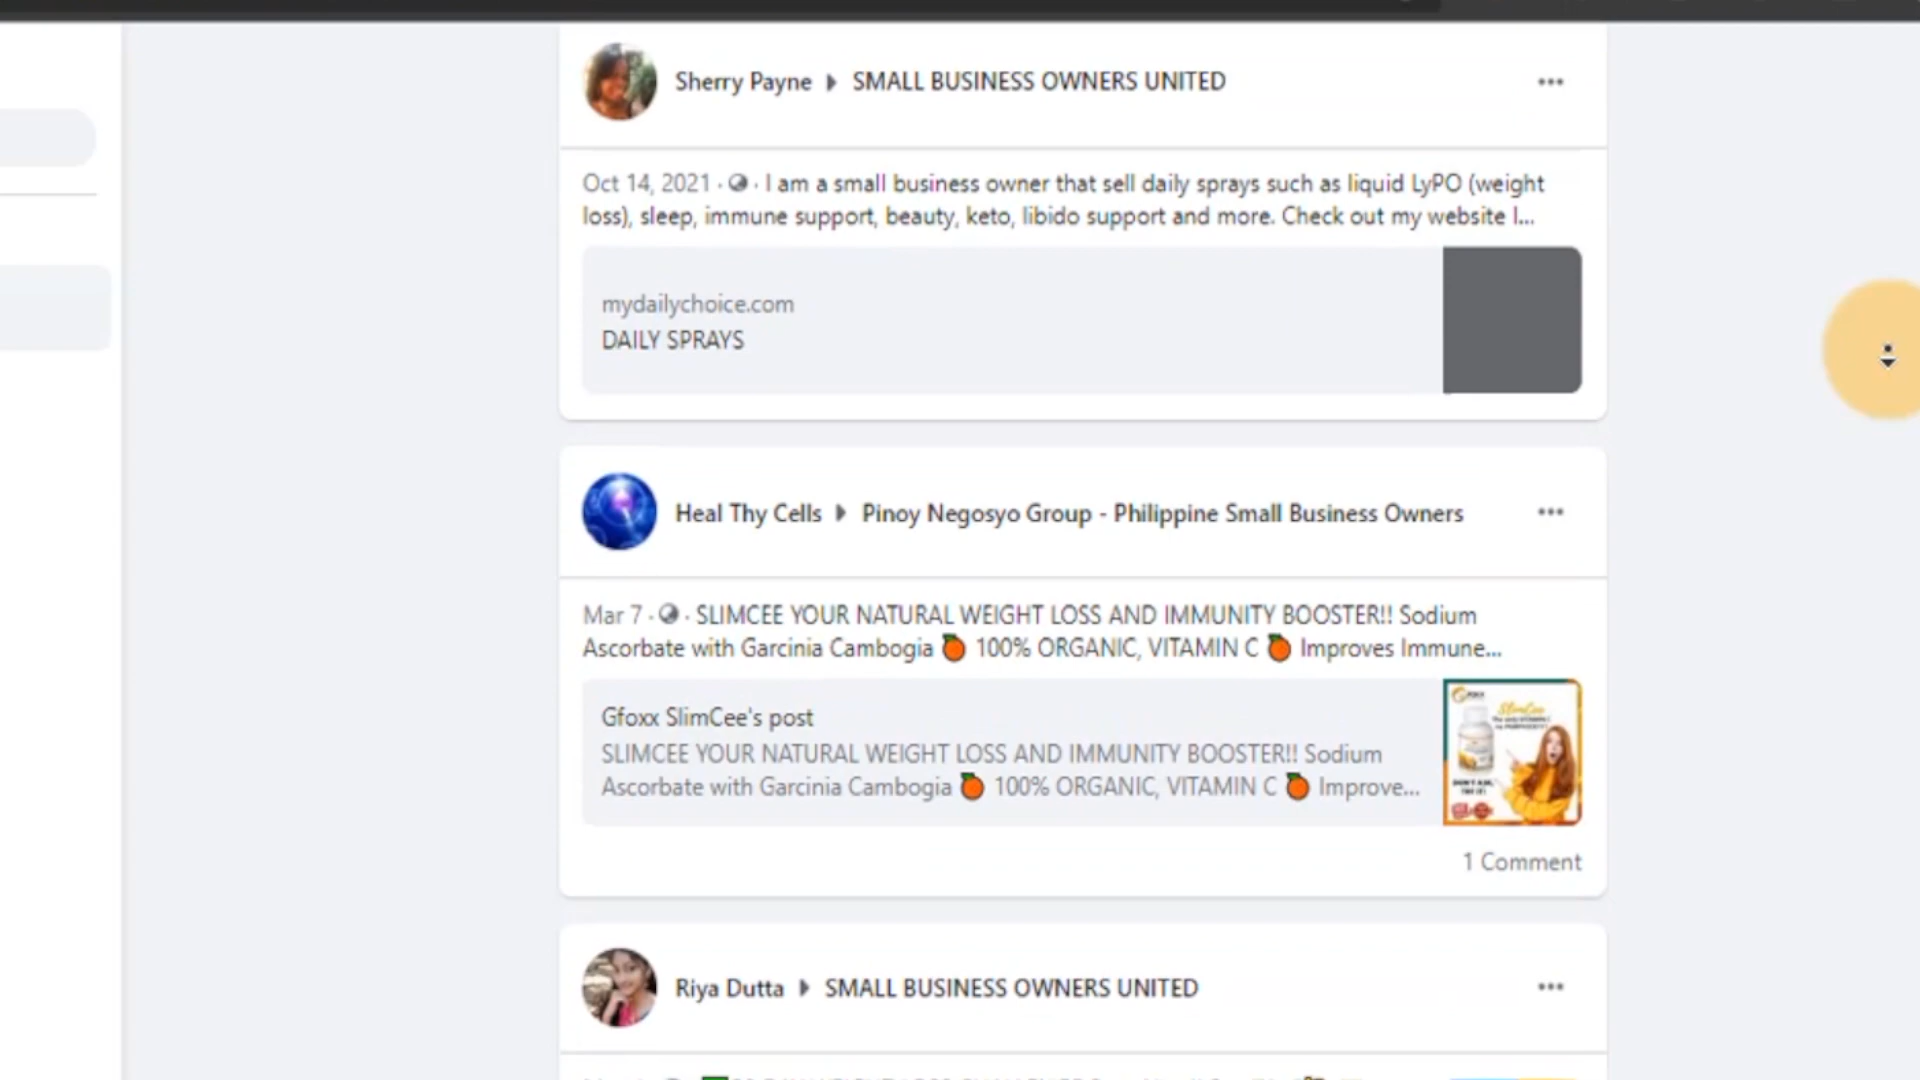 Sherry Payne SMALL BUSINESS OWNERS UNITED
Oct 14, 2021 · · I am a small business owner that sell daily sprays such as liquid LyPO (weight
loss), sleep, immune support, beauty, keto, libido support and more. Check out my website l...
mydailychoice.com
DAILY SPRAYS
Heal Thy Cells Pinoy Negosyo Group - Philippine Small Business Owners
Mar 7 · · SLIMCEE YOUR NATURAL WEIGHT LOSS AND IMMUNITY BOOSTER!! Sodium
Ascorbate with Garcinia Cambogia 🍊 100% ORGANIC, VITAMIN C 🍊 Improves Immune...
Gfoxx SlimCee's post
SLIMCEE YOUR NATURAL WEIGHT LOSS AND IMMUNITY BOOSTER!! Sodium
Ascorbate with Garcinia Cambogia 🍊 100% ORGANIC, VITAMIN C 🍊 Improve...
SlimCee
1 Comment
Riya Dutta SMALL BUSINESS OWNERS UNITED